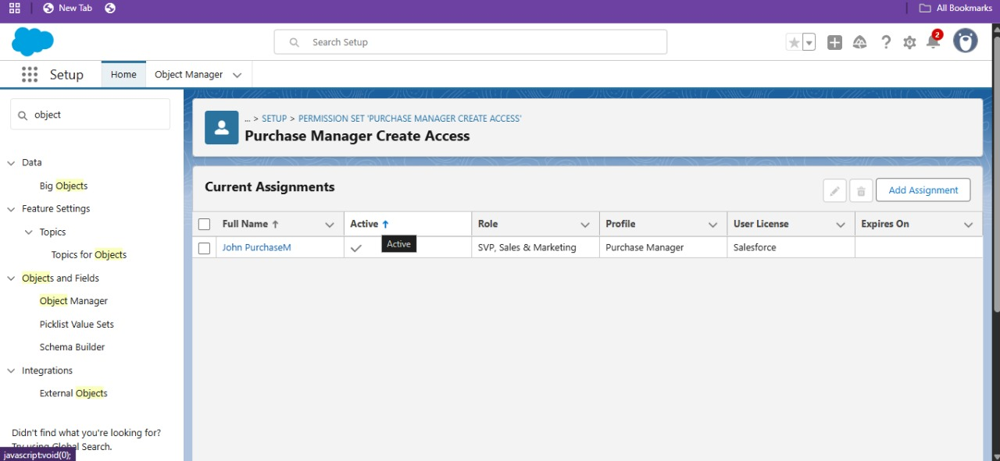 New Tab
All Bookmarks
Search Setup
2
Setup
Home
Object Manager
object
Data
Big Objects
Feature Settings
Topics
Topics for Objects
Objects and Fields
Object Manager
Picklist Value Sets
Schema Builder
Integrations
External Objects
Didn't find what you're looking for?
Try using Global Search.
javascript:void(0);
... > SETUP > PERMISSION SET 'PURCHASE MANAGER CREATE ACCESS'
Purchase Manager Create Access
Current Assignments
Add Assignment
Full Name Active Role Profile User License Expires On
John PurchaseM SVP, Sales & Marketing Purchase Manager Salesforce
Active